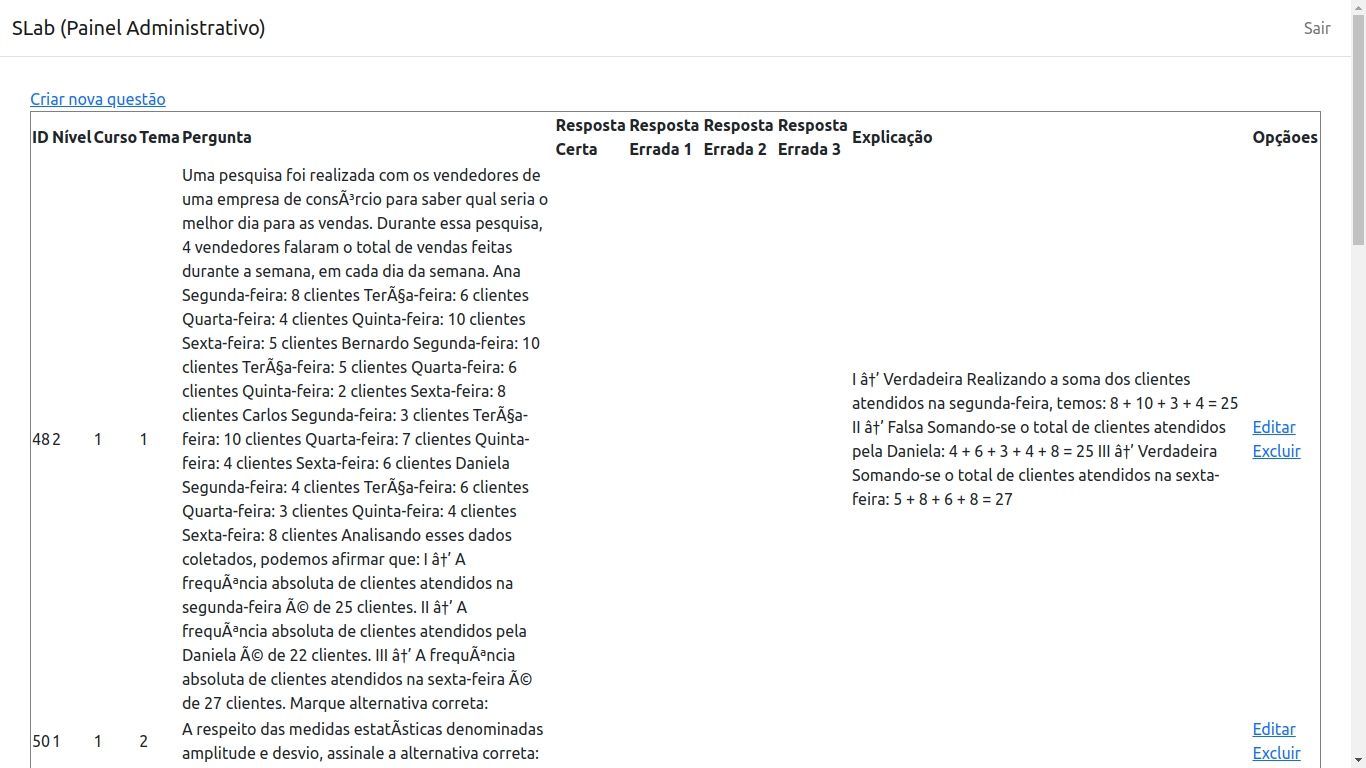 SLab (Painel Administrativo)
Sair
Criar nova questão
ID Nível Curso Tema Pergunta Resposta Certa Resposta Errada 1 Resposta Errada 2 Resposta Errada 3 Explicação Opçãoes
Uma pesquisa foi realizada com os vendedores de
uma empresa de consÃ³rcio para saber qual seria o
melhor dia para as vendas. Durante essa pesquisa,
4 vendedores falaram o total de vendas feitas
durante a semana, em cada dia da semana. Ana
Segunda-feira: 8 clientes TerÃ§a-feira: 6 clientes
Quarta-feira: 4 clientes Quinta-feira: 10 clientes
Sexta-feira: 5 clientes Bernardo Segunda-feira: 10
clientes TerÃ§a-feira: 5 clientes Quarta-feira: 6
clientes Quinta-feira: 2 clientes Sexta-feira: 8
clientes Carlos Segunda-feira: 3 clientes TerÃ§a-
feira: 10 clientes Quarta-feira: 7 clientes Quinta-
feira: 4 clientes Sexta-feira: 6 clientes Daniela
Segunda-feira: 4 clientes TerÃ§a-feira: 6 clientes
Quarta-feira: 3 clientes Quinta-feira: 4 clientes
Sexta-feira: 8 clientes Analisando esses dados
coletados, podemos afirmar que: I â†’ A
frequÃªncia absoluta de clientes atendidos na
segunda-feira Ã© de 25 clientes. II â†’ A
frequÃªncia absoluta de clientes atendidos pela
Daniela Ã© de 22 clientes. III â†’ A frequÃªncia
absoluta de clientes atendidos na sexta-feira Ã©
de 27 clientes. Marque alternativa correta:
48 2 1 1
I â†’ Verdadeira Realizando a soma dos clientes
atendidos na segunda-feira, temos: 8 + 10 + 3 + 4 = 25
II â†’ Falsa Somando-se o total de clientes atendidos
pela Daniela: 4 + 6 + 3 + 4 + 8 = 25 III â†’ Verdadeira
Somando-se o total de clientes atendidos na sexta-
feira: 5 + 8 + 6 + 8 = 27
Editar
Excluir
50 1 1 2
A respeito das medidas estatÃsticas denominadas
amplitude e desvio, assinale a alternativa correta:
Editar
Excluir